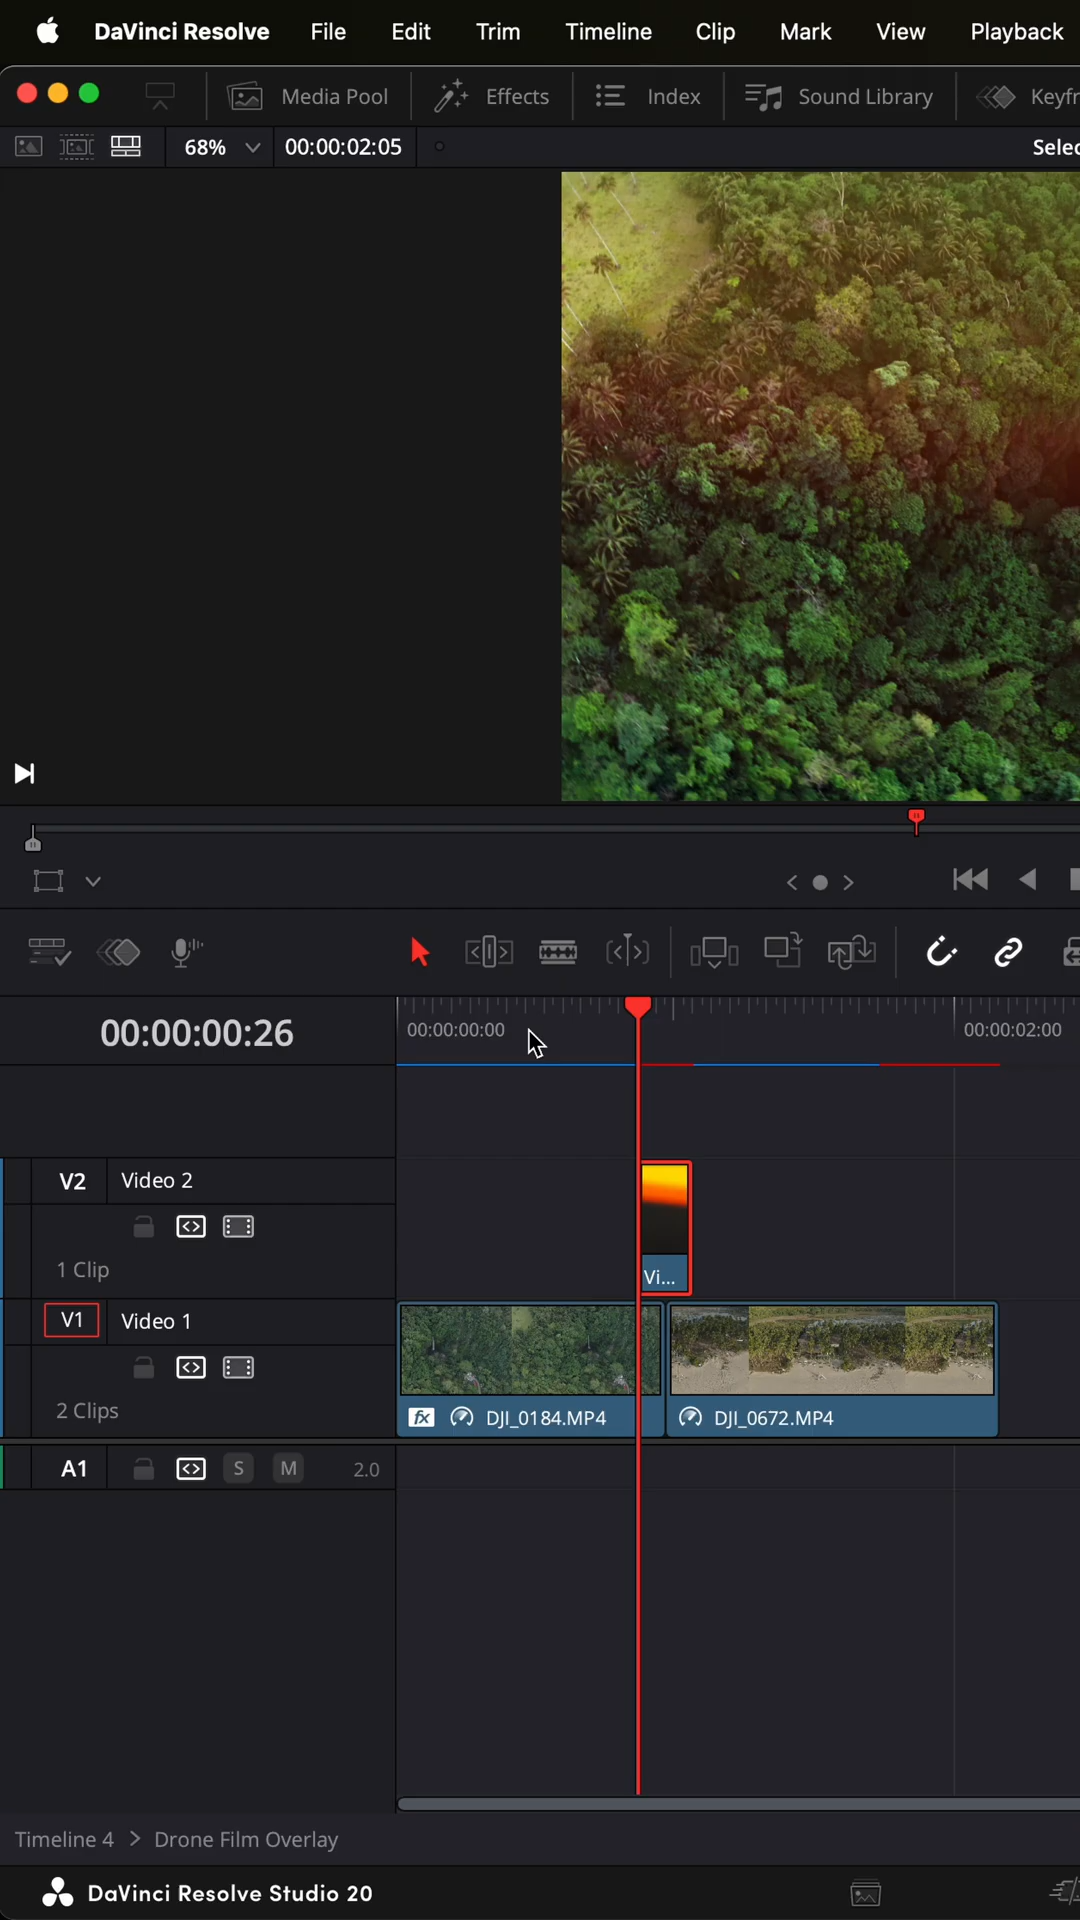 DaVinci Resolve File Edit Trim Timeline Clip Mark View Playback
Media Pool Effects Index Sound Library Keyfr
68% 00:00:02:05 Selec
00:00:00:26 00:00:00:00 00:00:02:00
V2 Video 2
1 Clip
Vi...
V1 Video 1
2 Clips
fx DJI_0184.MP4 DJI_0672.MP4
A1 S M 2.0
Timeline 4 > Drone Film Overlay
DaVinci Resolve Studio 20